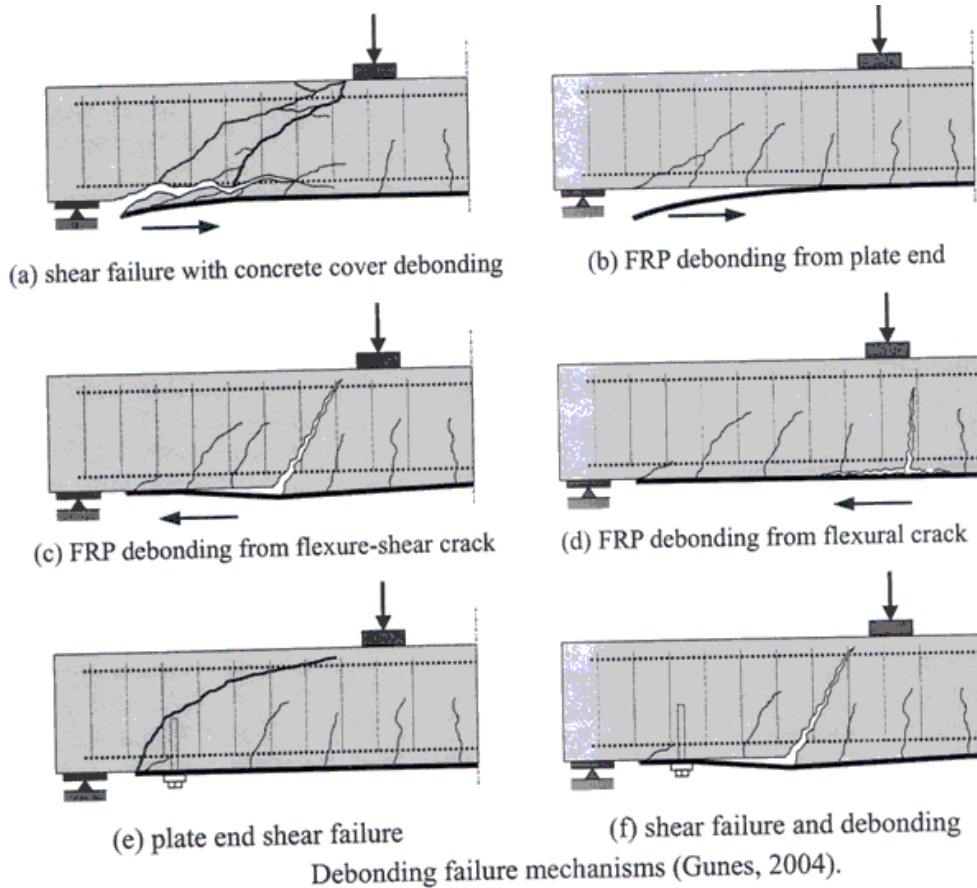 (a) shear failure with concrete cover debonding
(b) FRP debonding from plate end
(c) FRP debonding from flexure-shear crack
(d) FRP debonding from flexural crack
(e) plate end shear failure
(f) shear failure and debonding
Debonding failure mechanisms (Gunes, 2004).